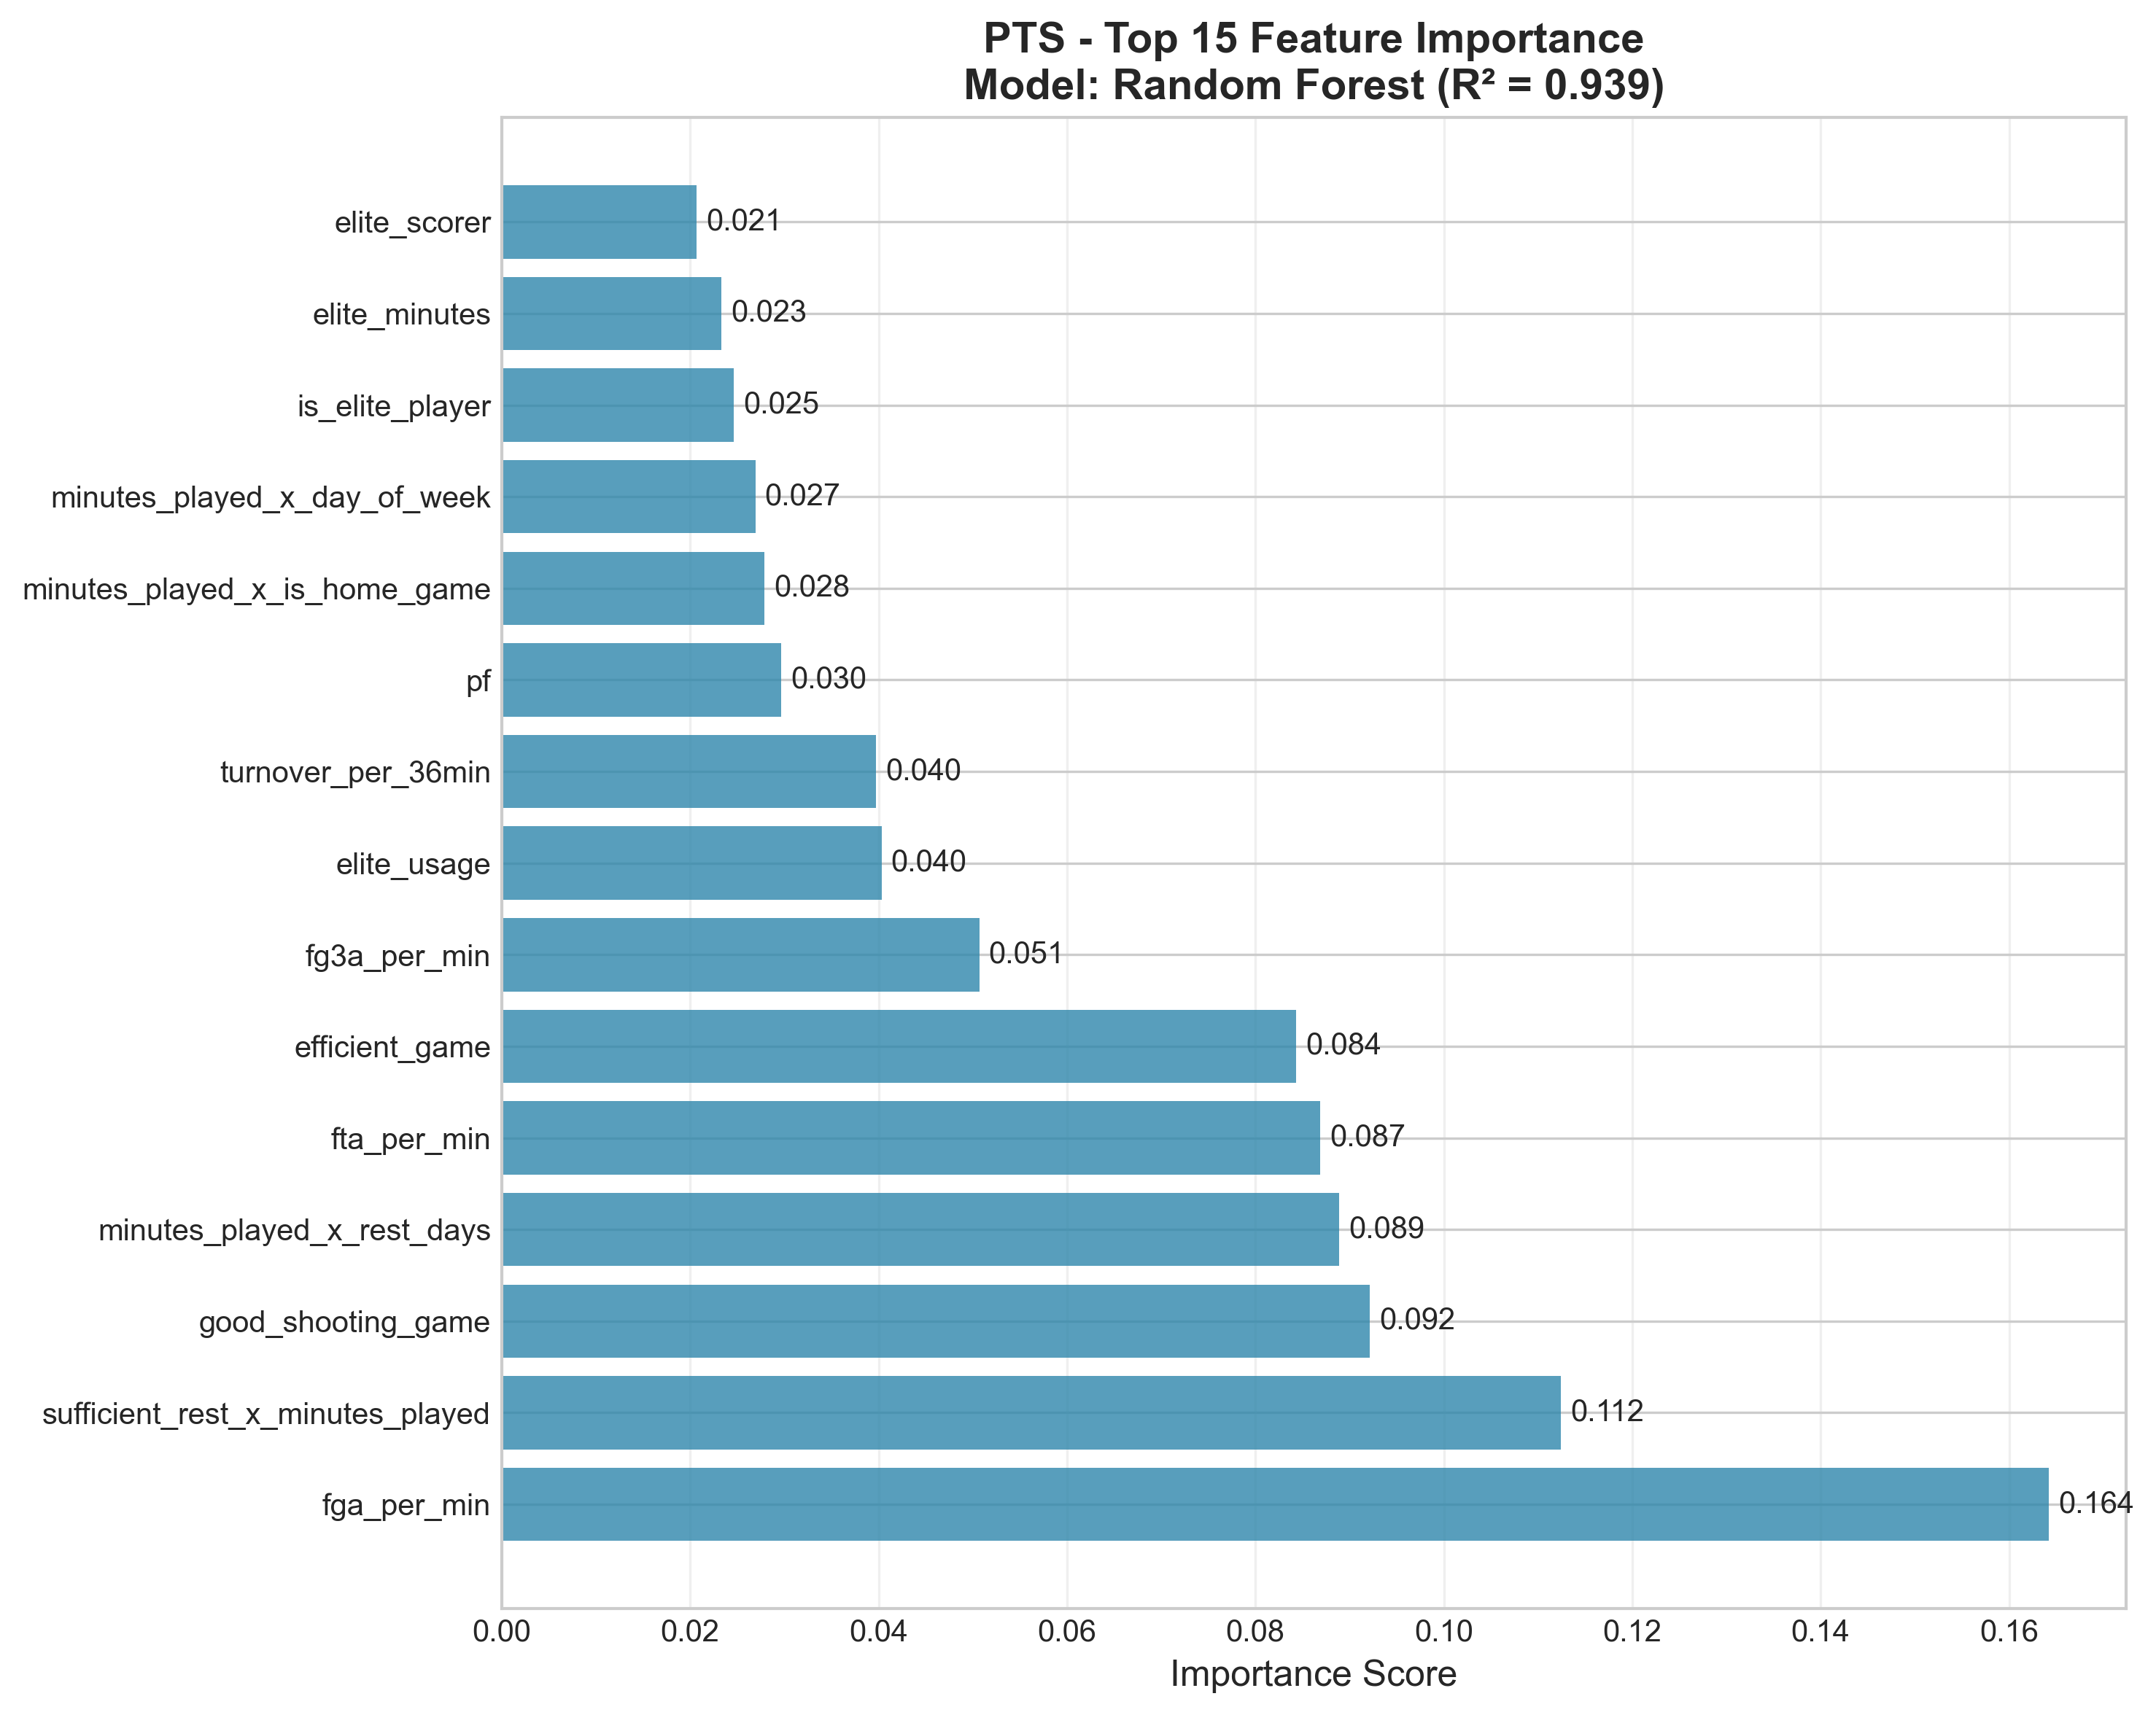 PTS - Top 15 Feature Importance
Model: Random Forest (R² = 0.939)
elite_scorer 0.021
elite_minutes 0.023
is_elite_player 0.025
minutes_played_x_day_of_week 0.027
minutes_played_x_is_home_game 0.028
pf 0.030
turnover_per_36min 0.040
elite_usage 0.040
fg3a_per_min 0.051
efficient_game 0.084
fta_per_min 0.087
minutes_played_x_rest_days 0.089
good_shooting_game 0.092
sufficient_rest_x_minutes_played 0.112
fga_per_min 0.164
0.00 0.02 0.04 0.06 0.08 0.10 0.12 0.14 0.16
Importance Score